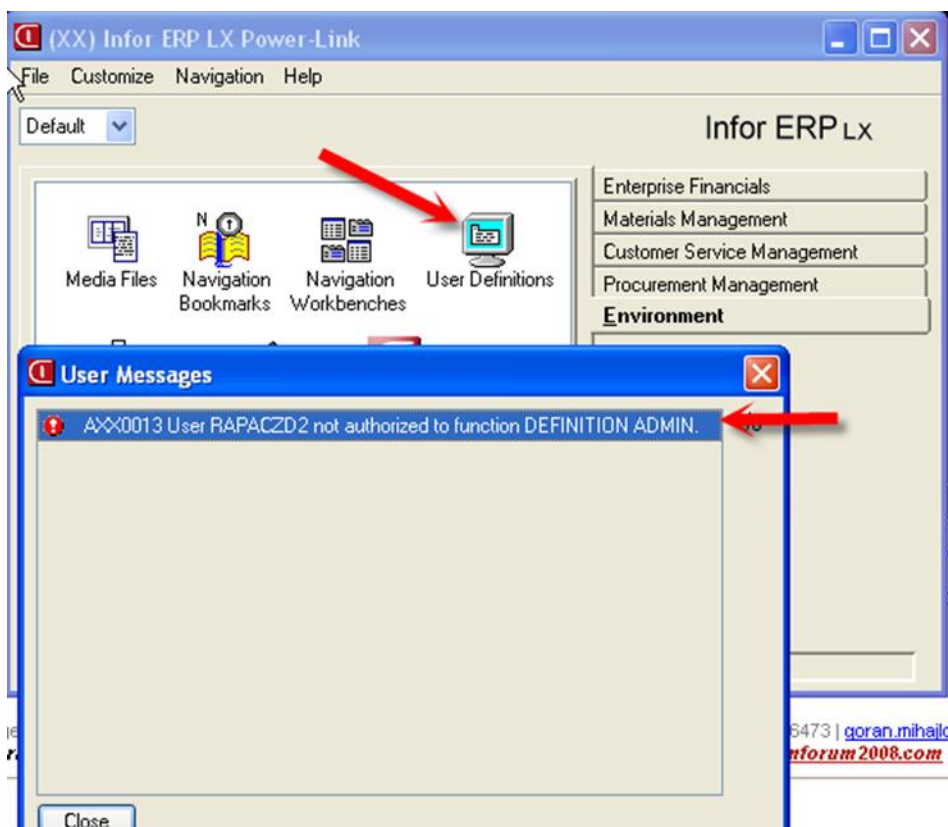 (XX) Infor ERP LX Power-Link
File Customize Navigation Help
Default
Infor ERP LX
Enterprise Financials
Materials Management
Customer Service Management
Procurement Management
Environment
Media Files
Navigation Bookmarks
Navigation Workbenches
User Definitions
User Messages
AXX0013 User RAPACZD2 not authorized to function DEFINITION ADMIN.
Close
6473 | goran.mihajlo
nforum2008.com